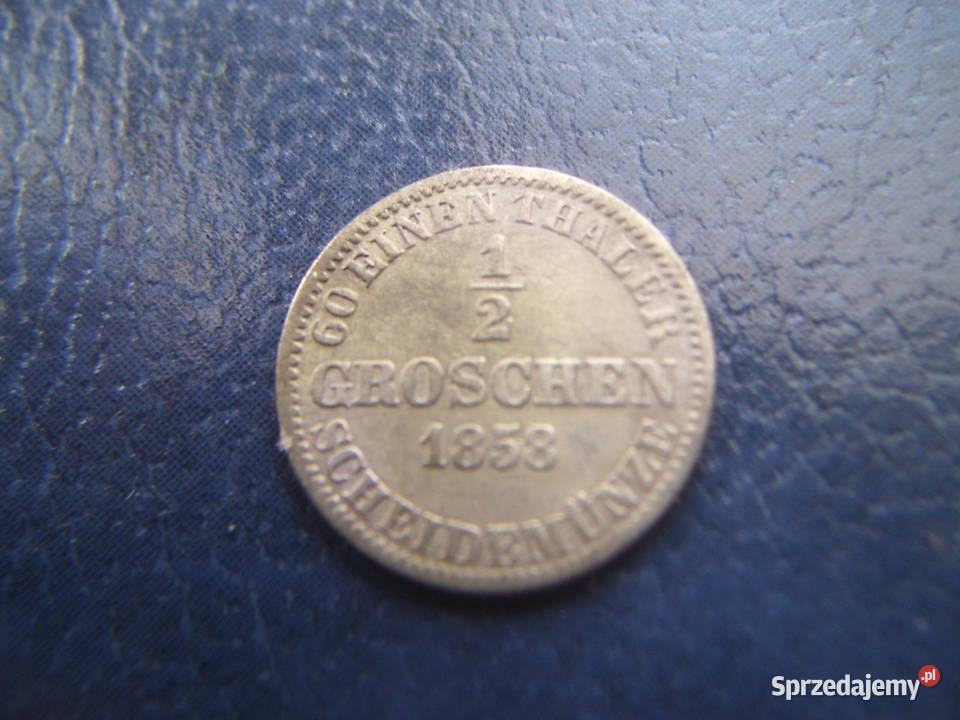 60 EINEN THALER
1
2
GROSCHEN
1858
SCHEIDEMÜNZE
Sprzedajemy.pl